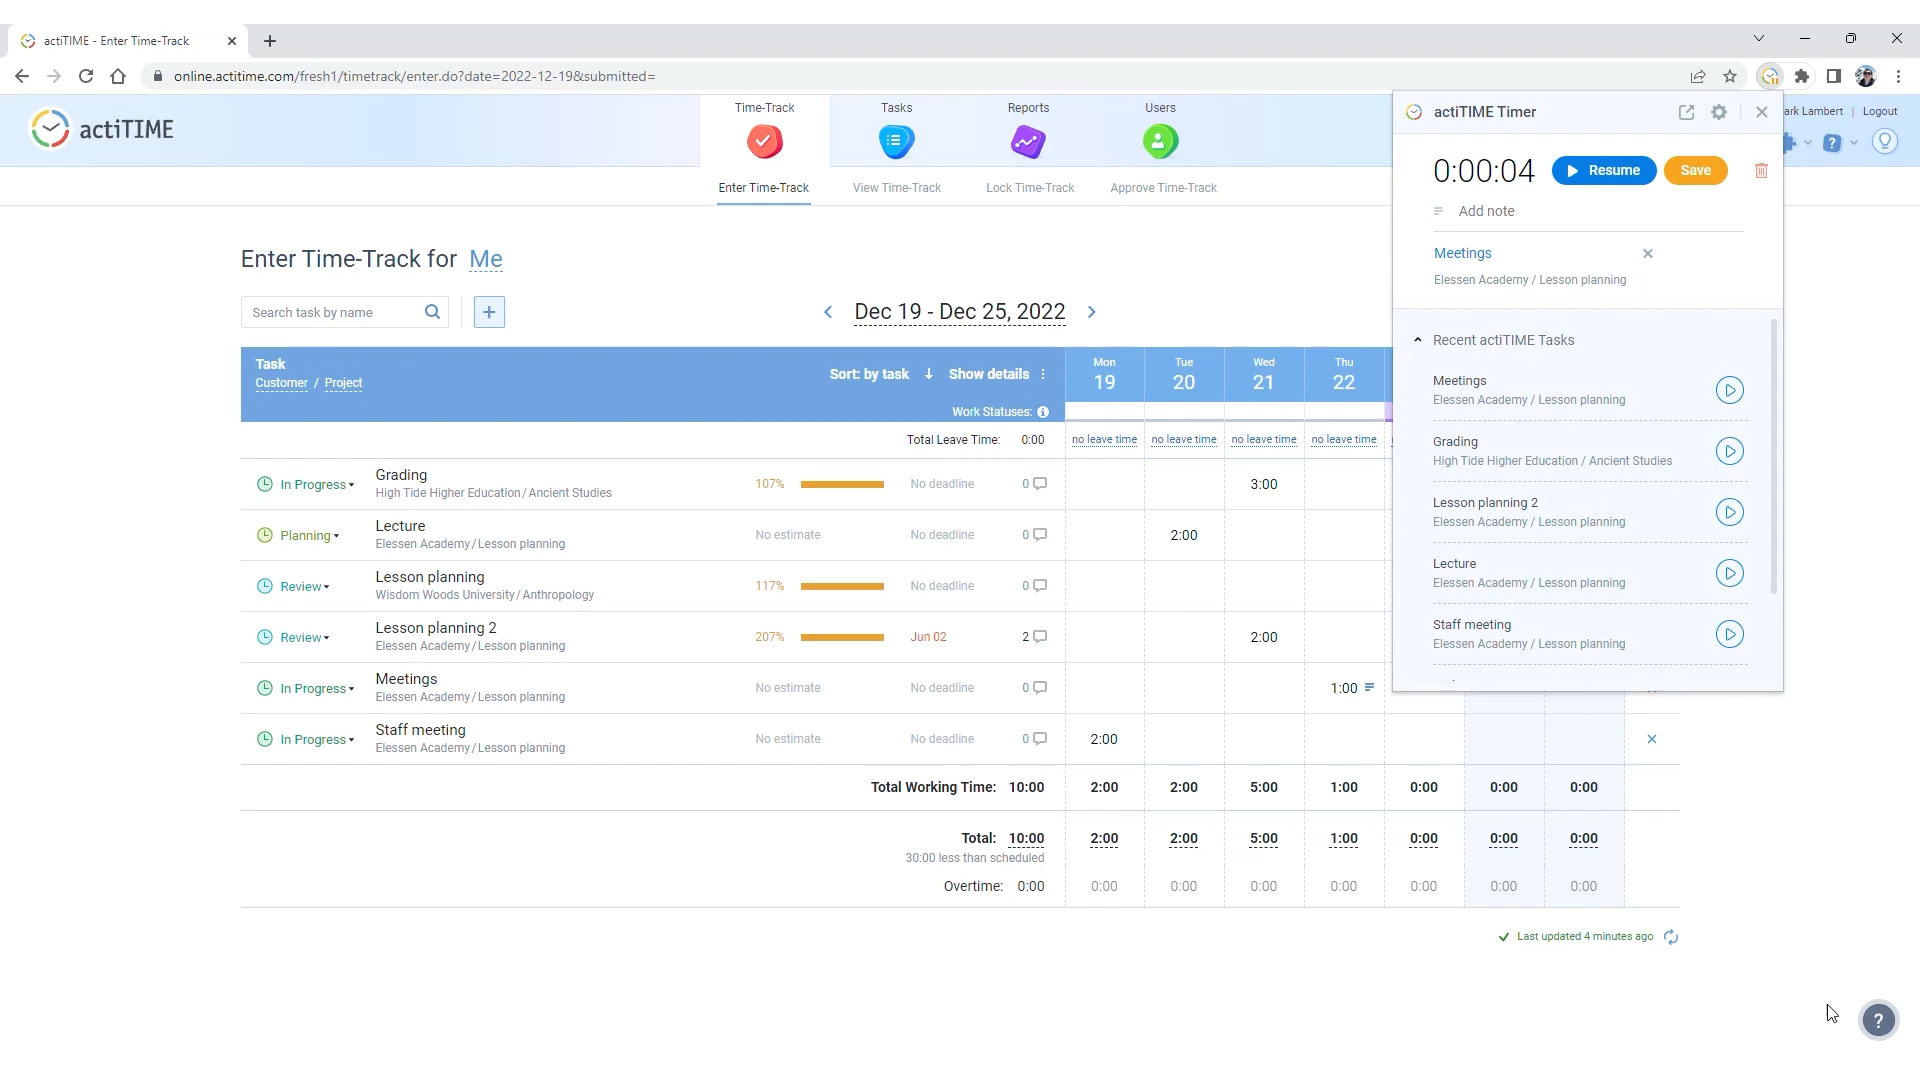 actiTIME - Enter Time-Track
online.actitime.com/fresh1/timetrack/enter.do?date=2022-12-19&submitted=
actiTIME
Time-Track
Tasks
Reports
Users
Lambert | Logout
Enter Time-Track
View Time-Track
Lock Time-Track
Approve Time-Track
actiTIME Timer
0:00:04
Resume
Save
Add note
Meetings
Elessen Academy / Lesson planning
Recent actiTIME Tasks
Meetings
Elessen Academy / Lesson planning
Grading
High Tide Higher Education / Ancient Studies
Lesson planning 2
Elessen Academy / Lesson planning
Lecture
Elessen Academy / Lesson planning
Staff meeting
Elessen Academy / Lesson planning
Enter Time-Track for Me
Search task by name
Dec 19 - Dec 25, 2022
Task
Customer / Project
Sort: by task ↓ Show details
Work Statuses:
Mon 19
Tue 20
Wed 21
Thu 22
Total Leave Time: 0:00 no leave time no leave time no leave time no leave time
In Progress Grading 107% No deadline 0 3:00
High Tide Higher Education / Ancient Studies
Planning Lecture No estimate No deadline 0 2:00
Elessen Academy / Lesson planning
Review Lesson planning 117% No deadline 0
Wisdom Woods University / Anthropology
Review Lesson planning 2 207% Jun 02 2 2:00
Elessen Academy / Lesson planning
In Progress Meetings No estimate No deadline 0 1:00
Elessen Academy / Lesson planning
In Progress Staff meeting No estimate No deadline 0 2:00
Elessen Academy / Lesson planning
Total Working Time: 10:00 2:00 2:00 5:00 1:00 0:00 0:00 0:00
Total: 10:00 2:00 2:00 5:00 1:00 0:00 0:00 0:00
30:00 less than scheduled
Overtime: 0:00 0:00 0:00 0:00 0:00 0:00 0:00 0:00
Last updated 4 minutes ago
?